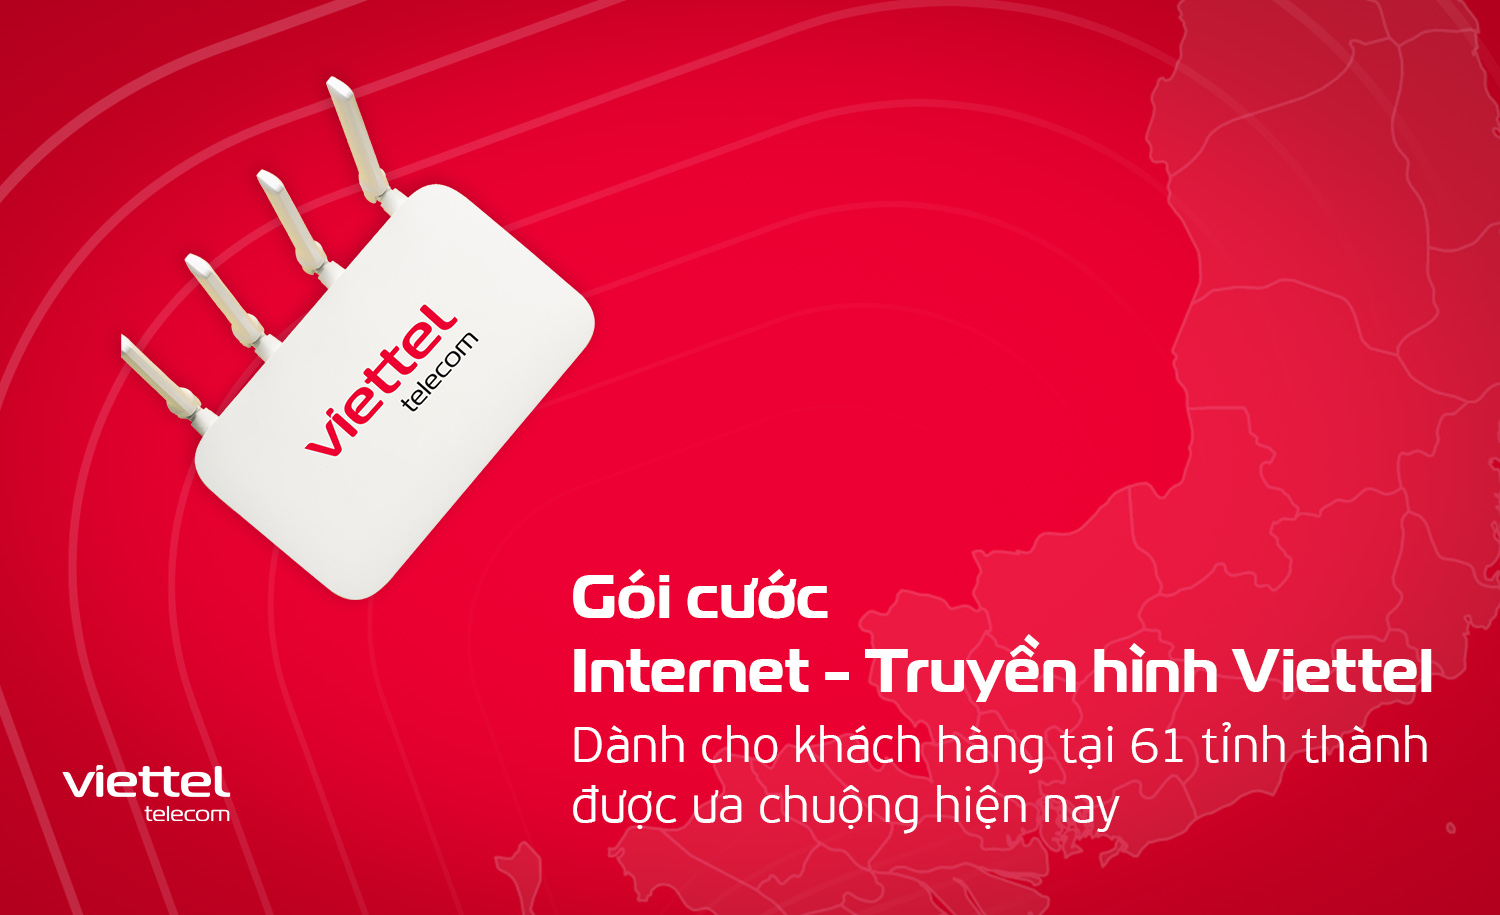 viettel
telecom
Gói cước
Internet - Truyền hình Viettel
Dành cho khách hàng tại 61 tỉnh thành
được ưa chuộng hiện nay
viettel
telecom